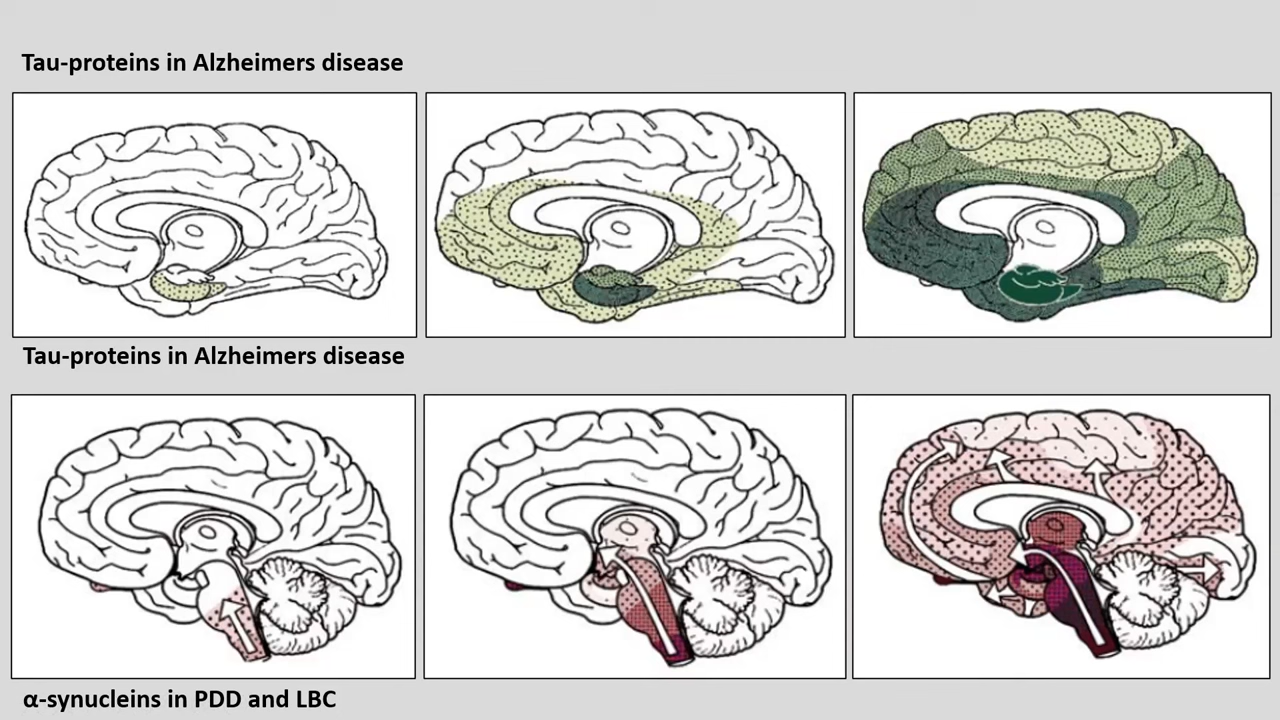 Tau-proteins in Alzheimers disease
Tau-proteins in Alzheimers disease
α-synucleins in PDD and LBC